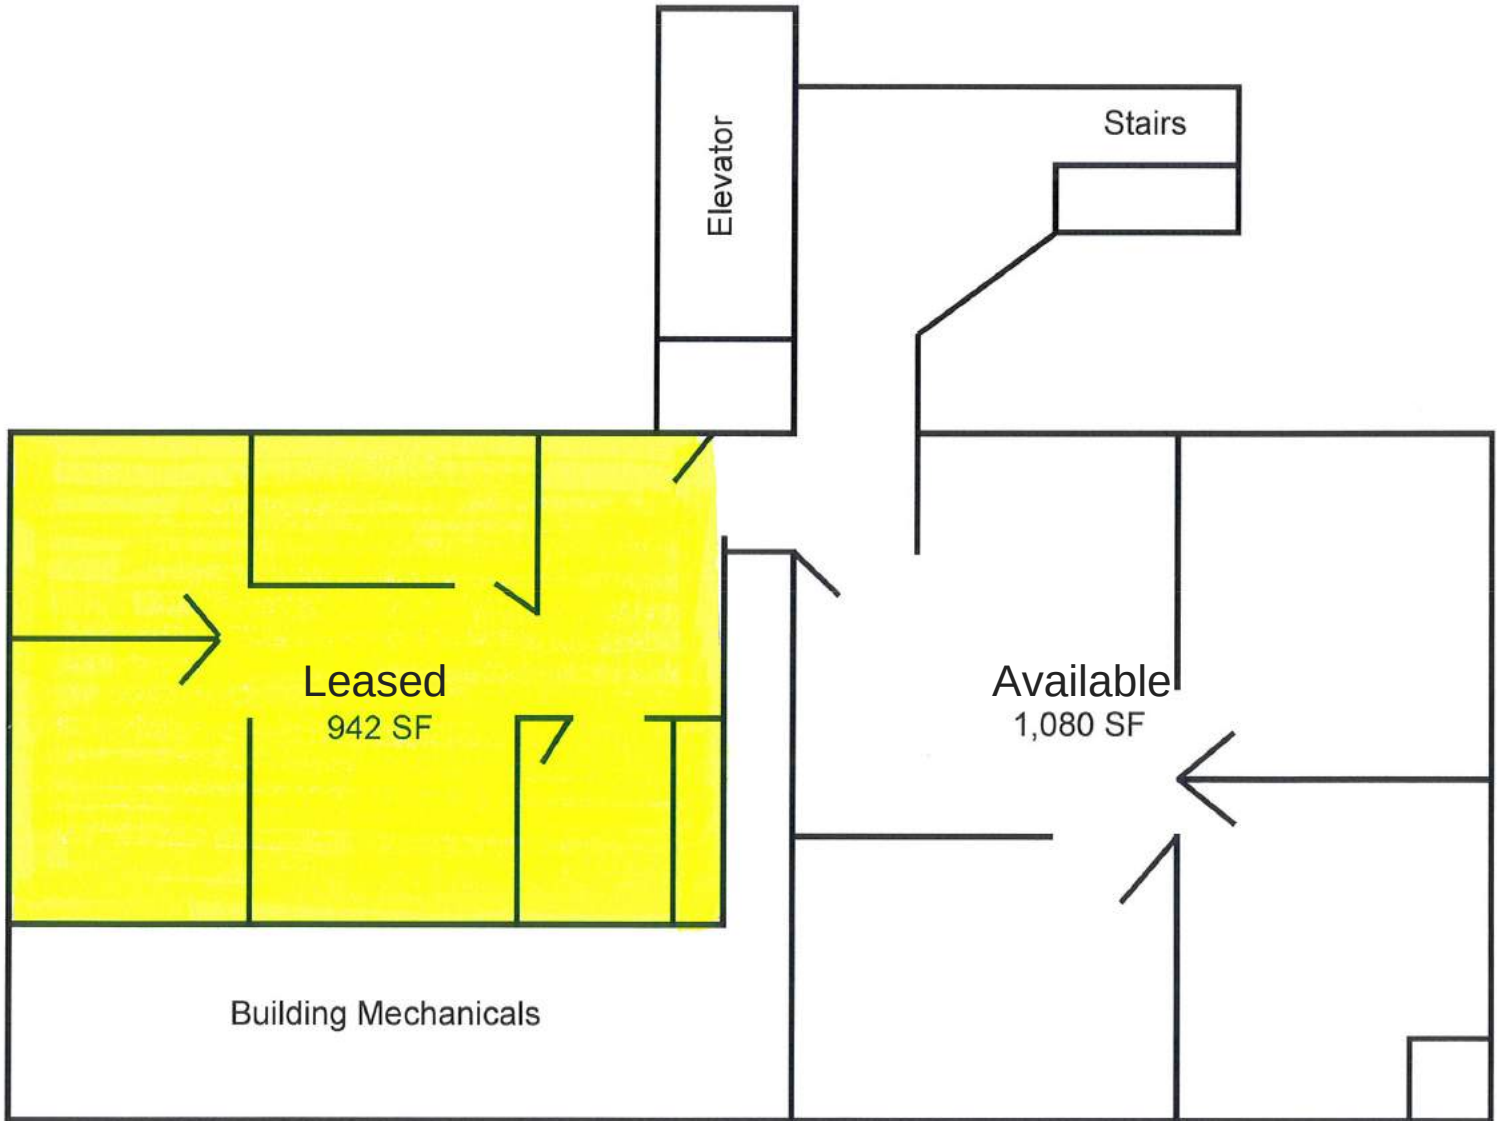 Stairs
Elevator
Leased
942 SF
Available
1,080 SF
Building Mechanicals